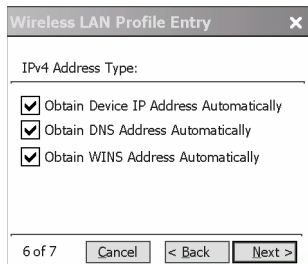 Wireless LAN Profile Entry
IPv4 Address Type:
Obtain Device IP Address Automatically
Obtain DNS Address Automatically
Obtain WINS Address Automatically
6 of 7 Cancel < Back Next >